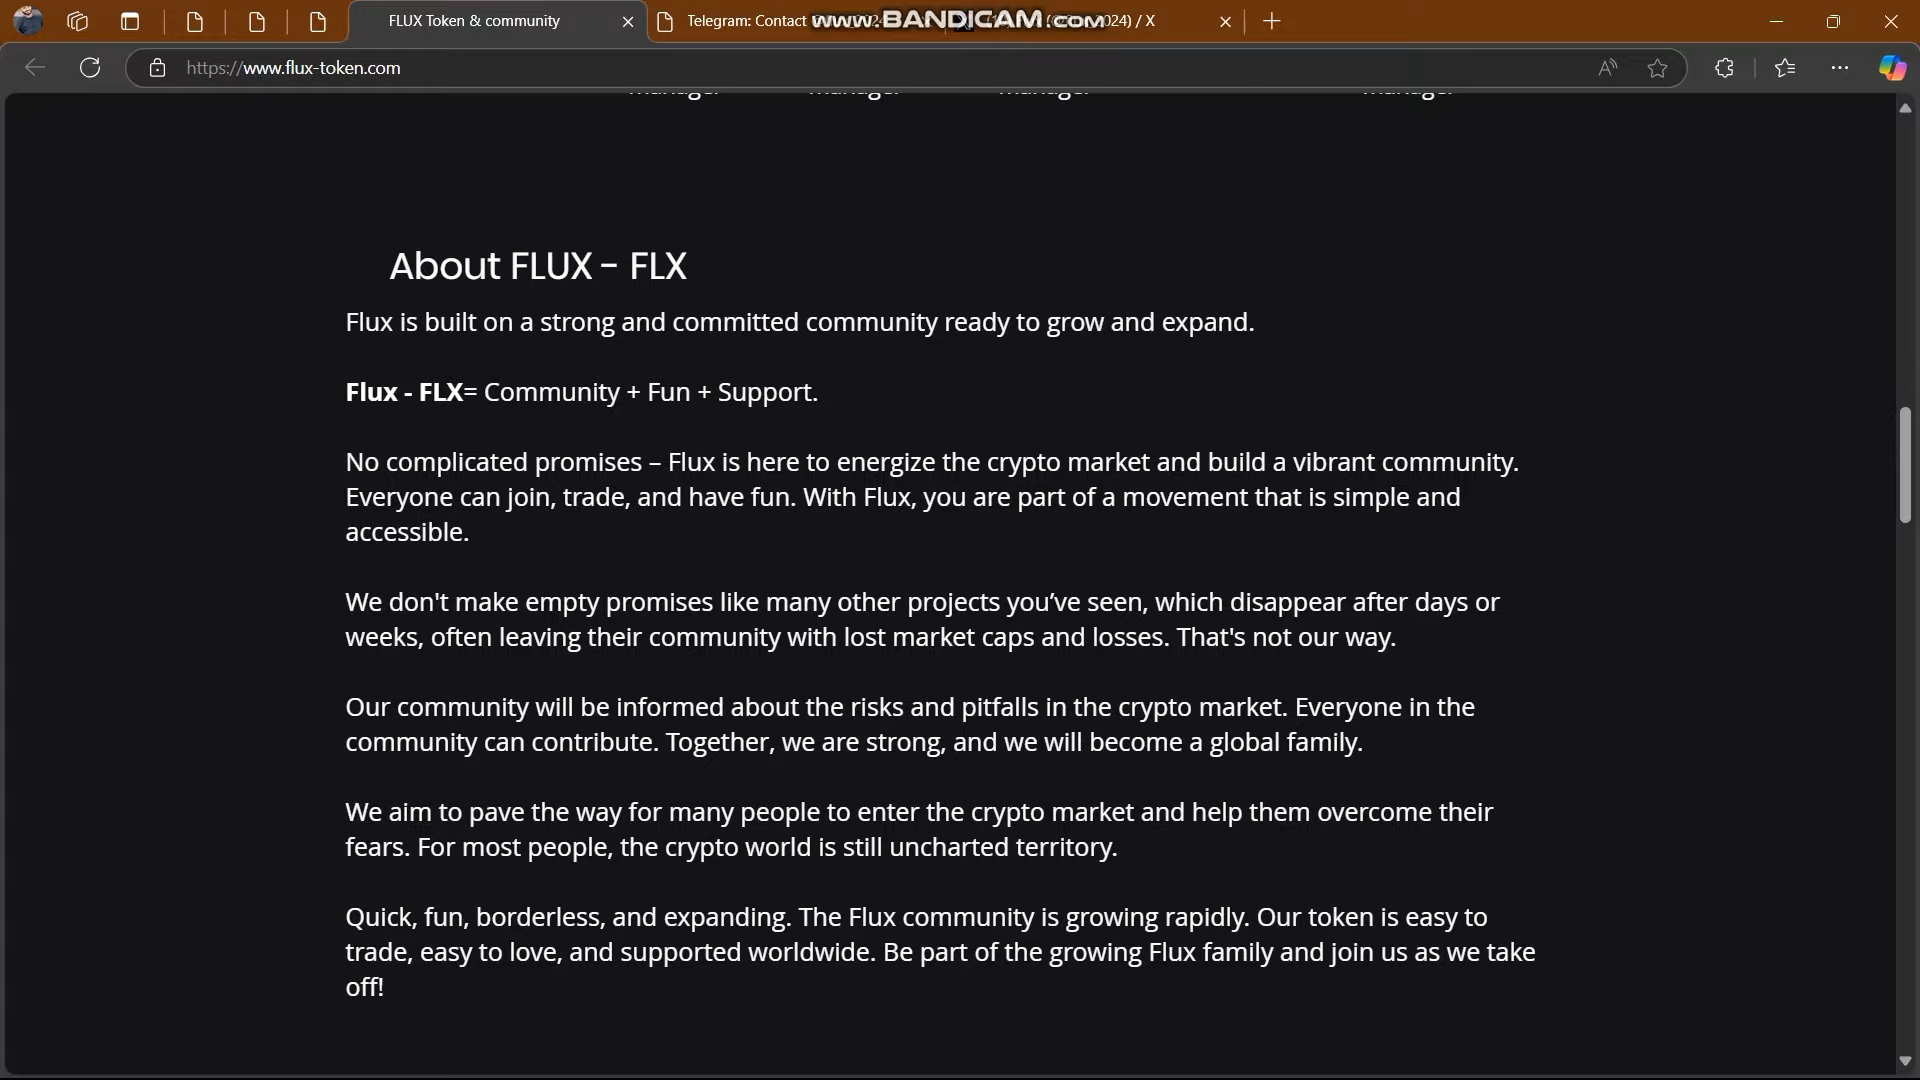 FLUX Token & community
Telegram: Contact
www.BANDICAM.com
2024) / X
https://www.flux-token.com
About FLUX - FLX
Flux is built on a strong and committed community ready to grow and expand.
Flux - FLX= Community + Fun + Support.
No complicated promises – Flux is here to energize the crypto market and build a vibrant community.
Everyone can join, trade, and have fun. With Flux, you are part of a movement that is simple and
accessible.
We don't make empty promises like many other projects you’ve seen, which disappear after days or
weeks, often leaving their community with lost market caps and losses. That's not our way.
Our community will be informed about the risks and pitfalls in the crypto market. Everyone in the
community can contribute. Together, we are strong, and we will become a global family.
We aim to pave the way for many people to enter the crypto market and help them overcome their
fears. For most people, the crypto world is still uncharted territory.
Quick, fun, borderless, and expanding. The Flux community is growing rapidly. Our token is easy to
trade, easy to love, and supported worldwide. Be part of the growing Flux family and join us as we take
off!